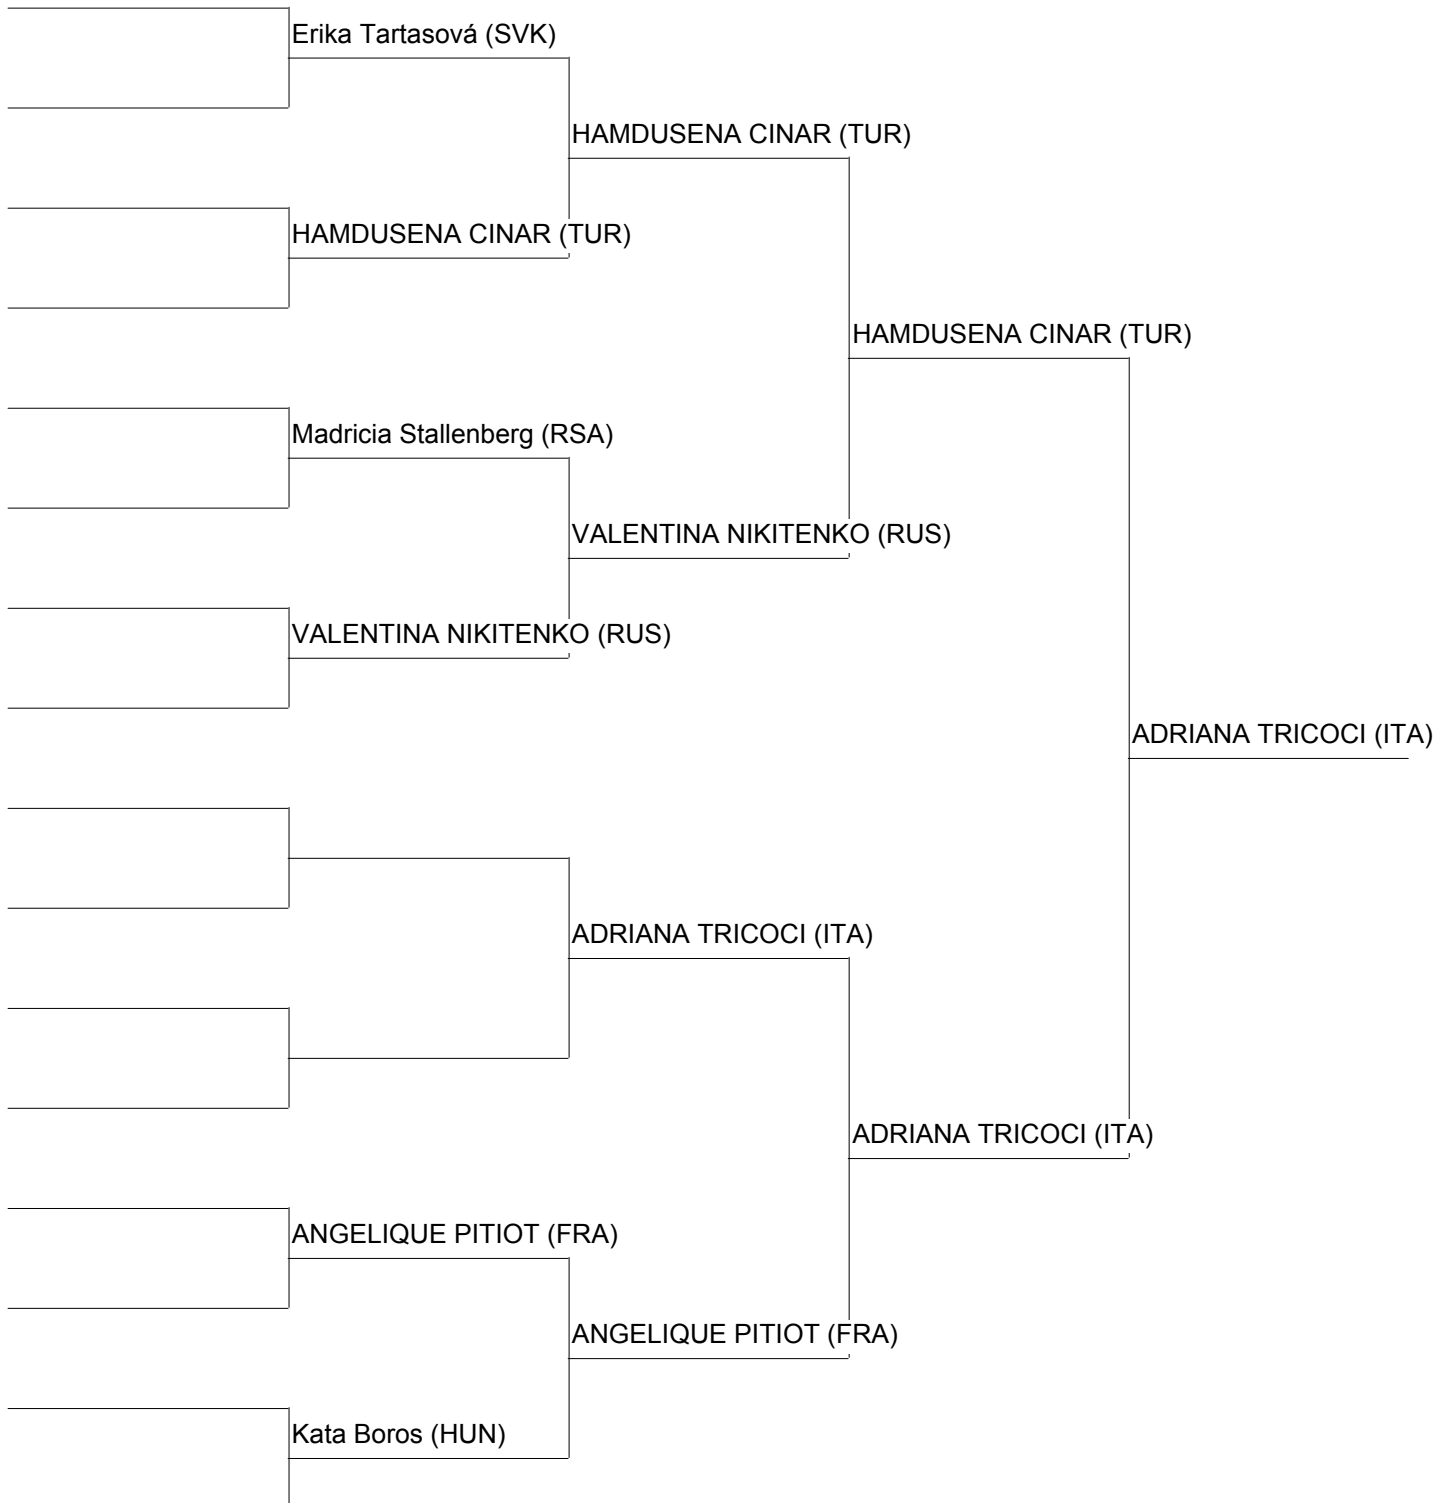 Erika Tartasová (SVK)
HAMDUSENA CINAR (TUR)
HAMDUSENA CINAR (TUR)
HAMDUSENA CINAR (TUR)
Madricia Stallenberg (RSA)
VALENTINA NIKITENKO (RUS)
VALENTINA NIKITENKO (RUS)
ADRIANA TRICOCI (ITA)
ADRIANA TRICOCI (ITA)
ADRIANA TRICOCI (ITA)
ANGELIQUE PITIOT (FRA)
ANGELIQUE PITIOT (FRA)
Kata Boros (HUN)